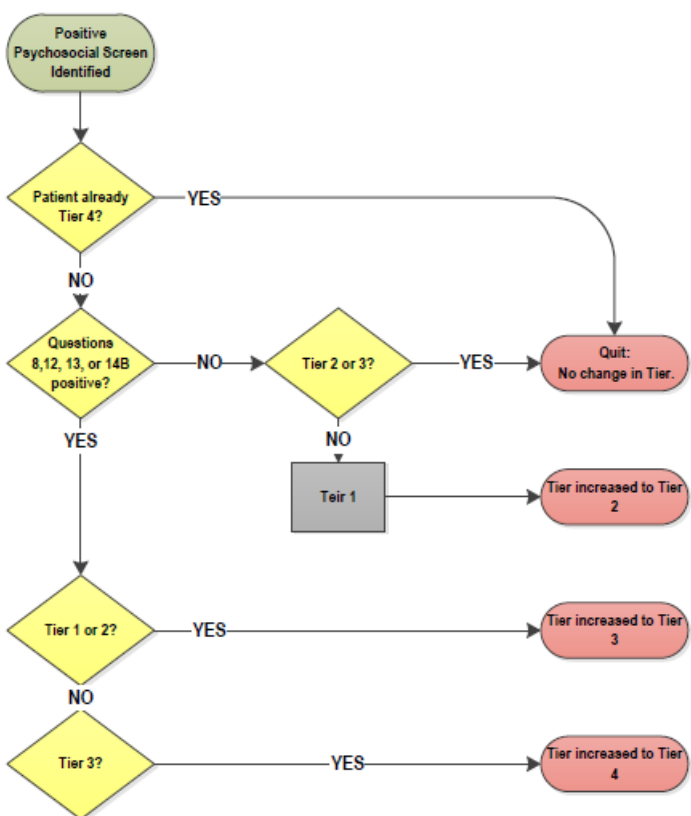 Positive
Psychosocial Screen
Identified
Patient already
Tier 4?
YES
NO
Questions
8,12, 13, or 14B
positive?
NO
Tier 2 or 3?
YES
Quit:
No change in Tier.
YES
NO
Teir 1
Tier increased to Tier
2
Tier 1 or 2?
YES
Tier increased to Tier
3
NO
Tier 3?
YES
Tier increased to Tier
4